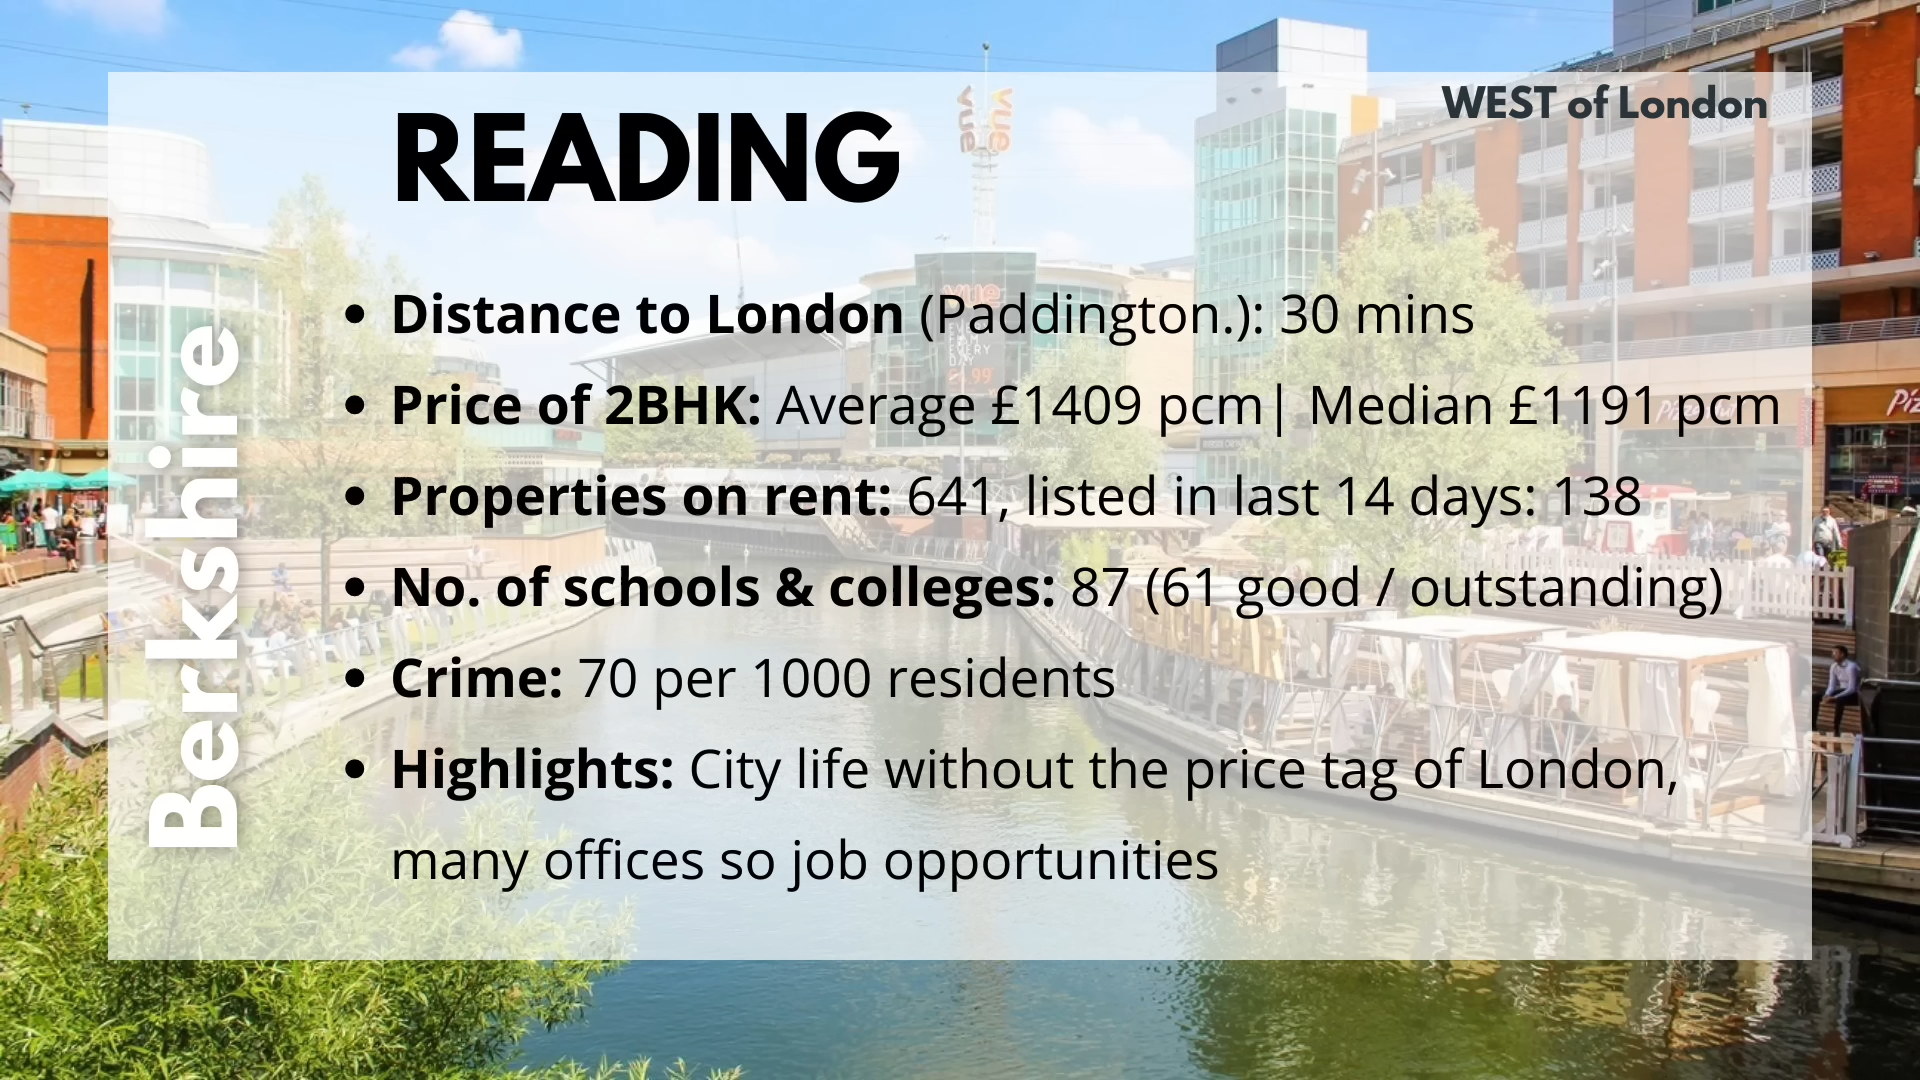 WEST of London
READING
Berkshire
• Distance to London (Paddington.): 30 mins
• Price of 2BHK: Average £1409 pcm| Median £1191 pcm
• Properties on rent: 641, listed in last 14 days: 138
• No. of schools & colleges: 87 (61 good / outstanding)
• Crime: 70 per 1000 residents
• Highlights: City life without the price tag of London,
many offices so job opportunities
vue
vue
vue